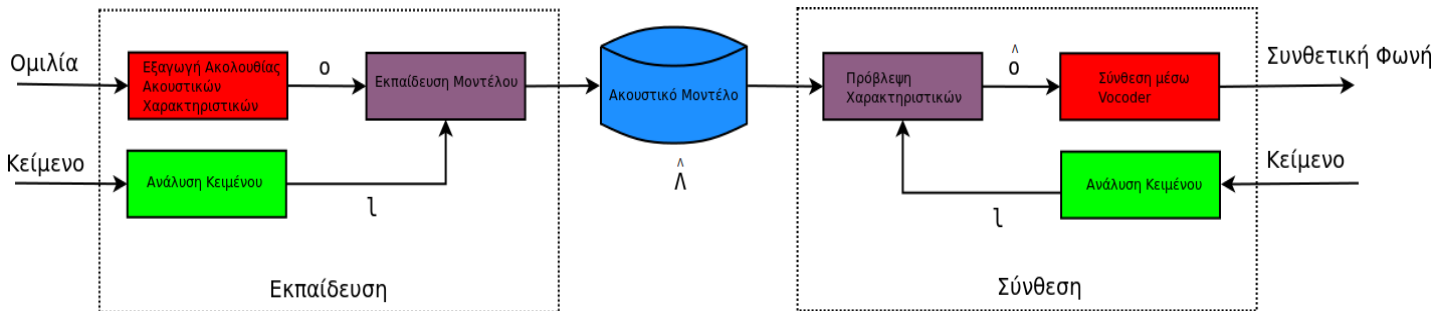 Ομιλία
Εξαγωγή Ακολουθίας
Ακουστικών
Χαρακτηριστικών
o
Εκπαίδευση Μοντέλου
Κείμενο
Ανάλυση Κειμένου
l
Εκπαίδευση
Ακουστικό Μοντέλο
^
Λ
Πρόβλεψη
Χαρακτηριστικών
^
o
Σύνθεση μέσω
Vocoder
Συνθετική Φωνή
Κείμενο
Ανάλυση Κειμένου
l
Σύνθεση